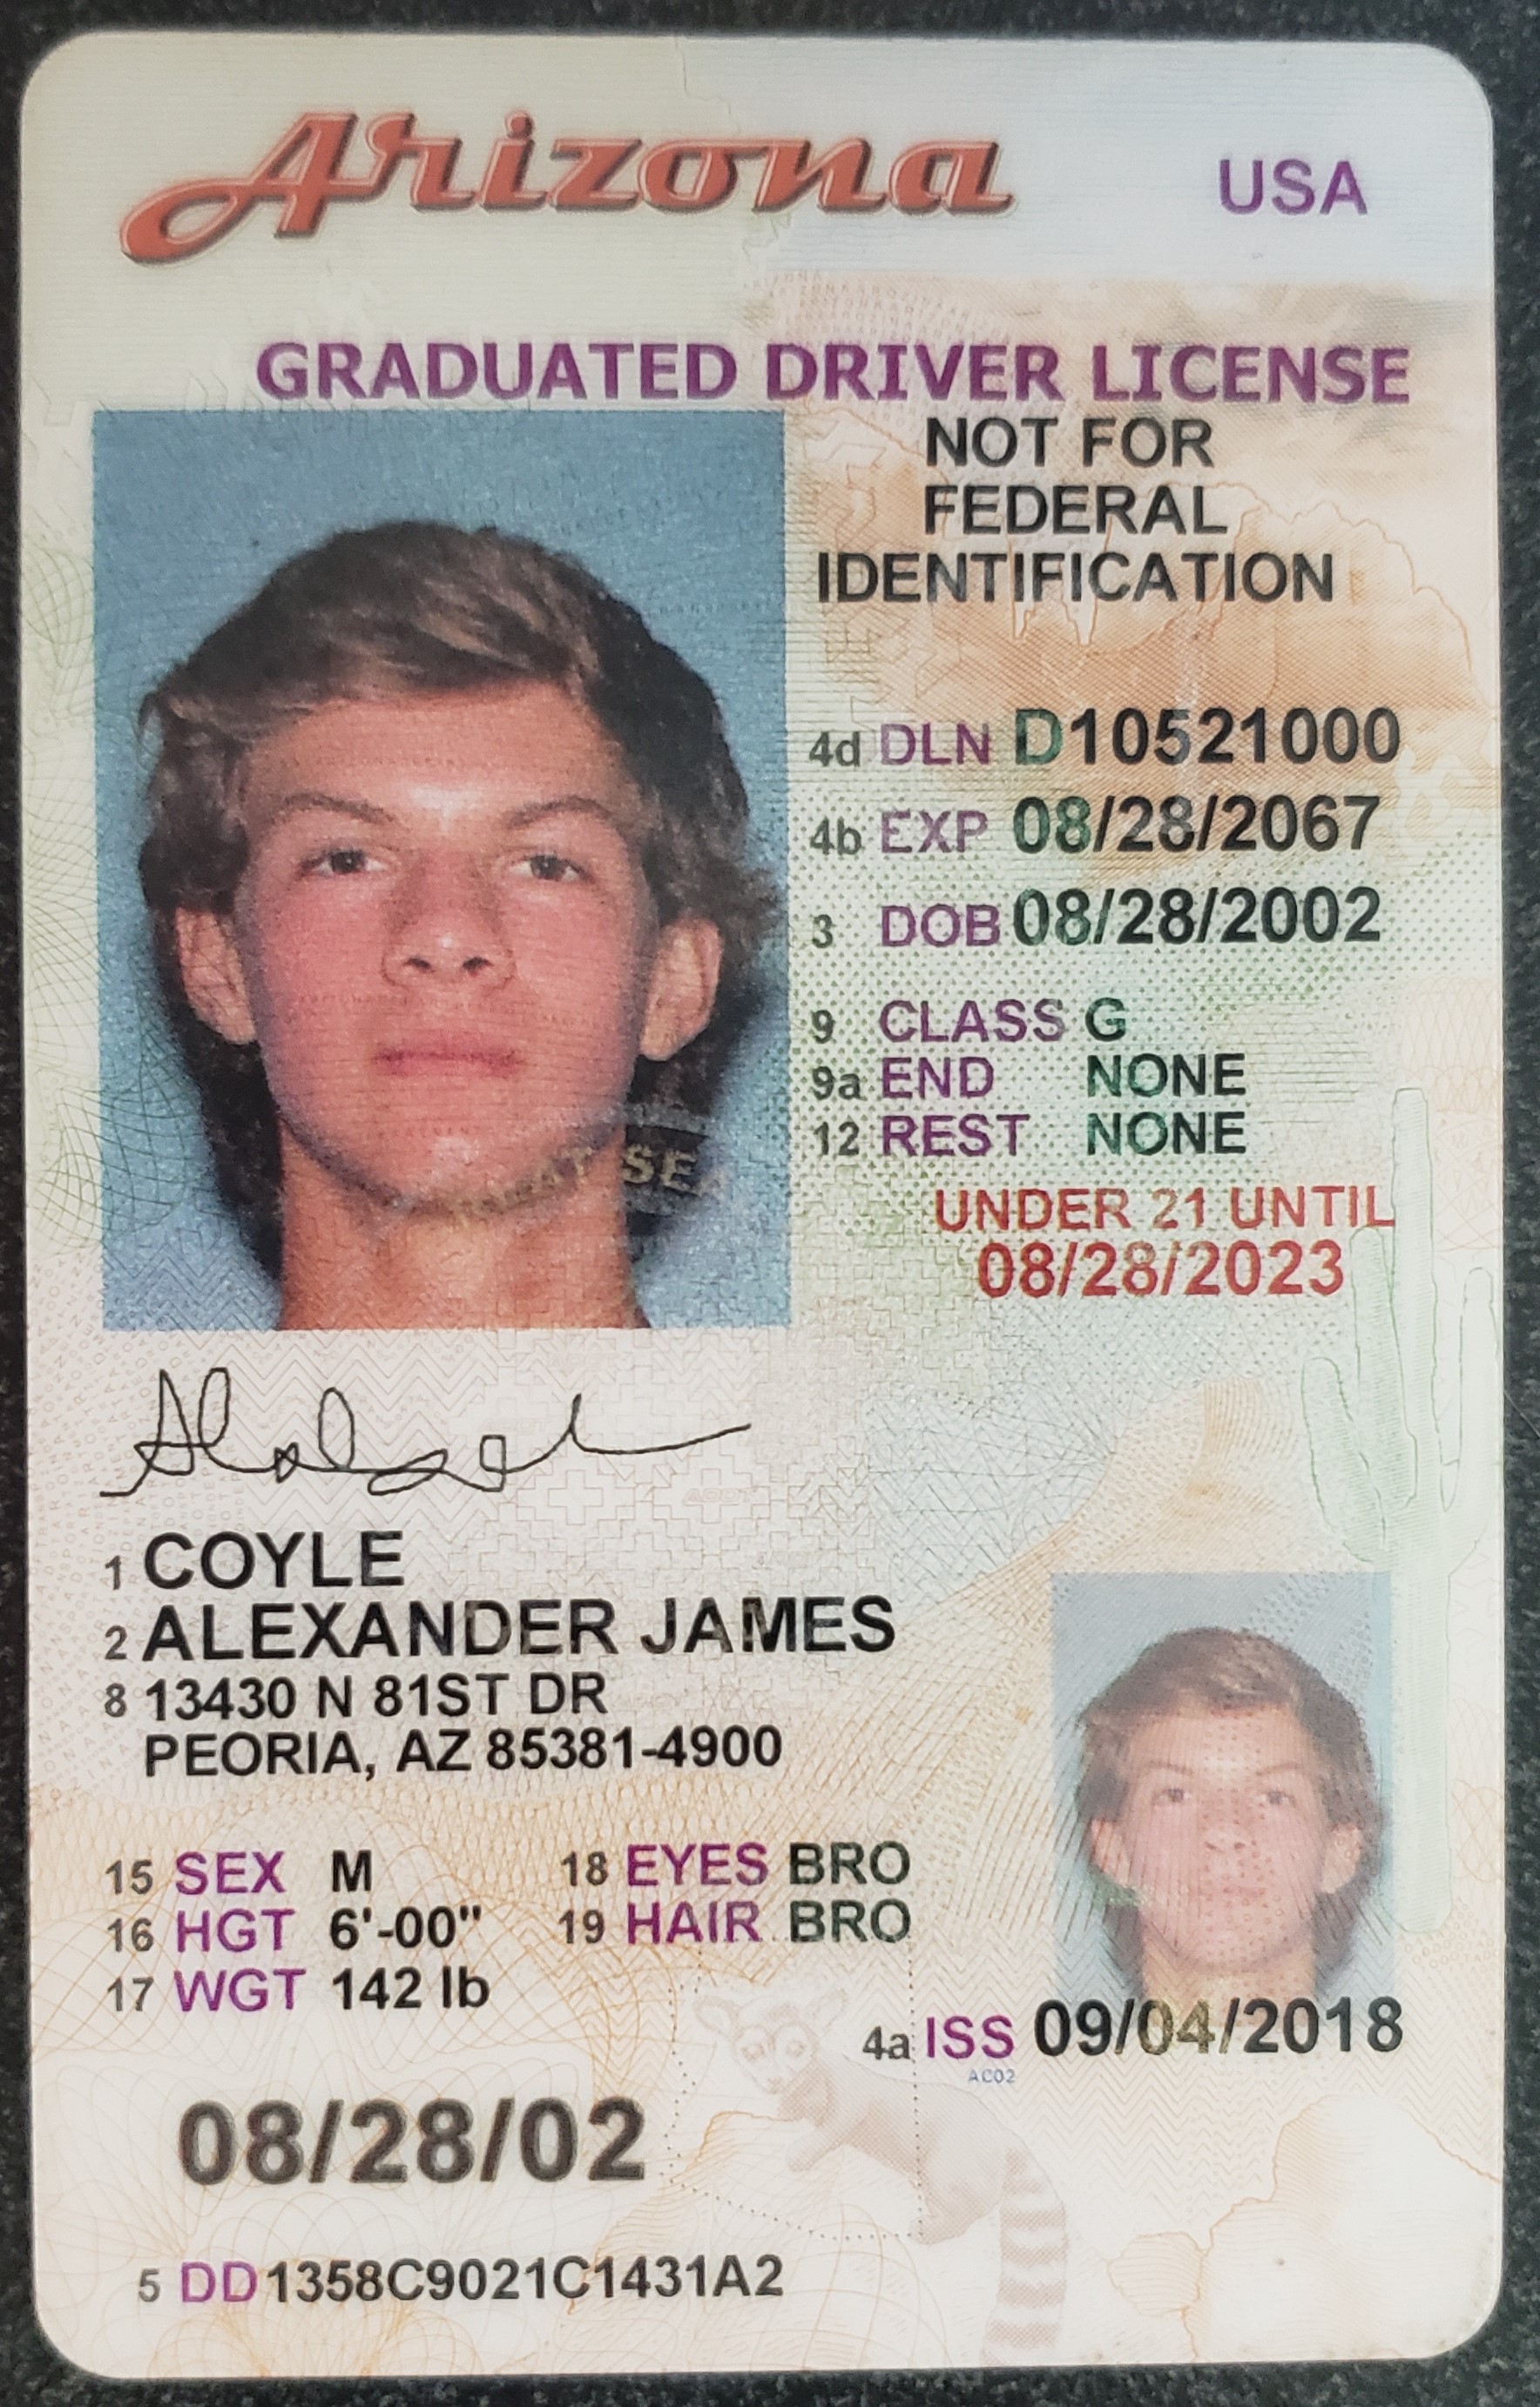 Arizona
USA
GRADUATED DRIVER LICENSE
NOT FOR
FEDERAL
IDENTIFICATION
4d DLN D10521000
4b EXP 08/28/2067
3 DOB 08/28/2002
9 CLASS G
9a END NONE
12 REST NONE
UNDER 21 UNTIL
08/28/2023
1 COYLE
2 ALEXANDER JAMES
8 13430 N 81ST DR
PEORIA, AZ 85381-4900
15 SEX M 18 EYES BRO
16 HGT 6'-00" 19 HAIR BRO
17 WGT 142 lb
4a ISS 09/04/2018
AC02
08/28/02
5 DD 1358C9021C1431A2